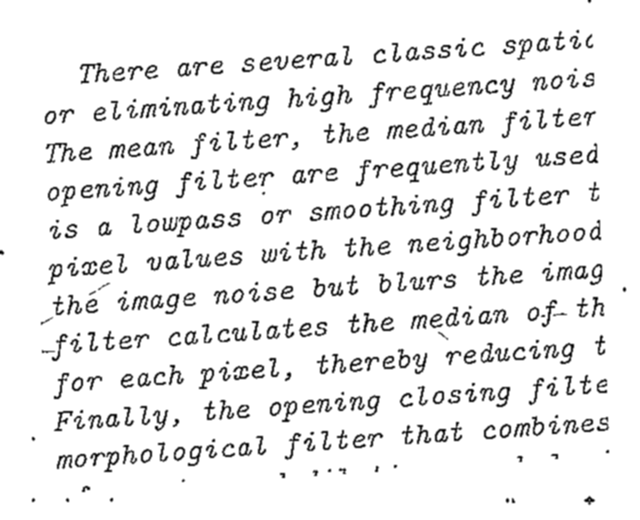 There are several classic spatic
or eliminating high frequency nois
The mean filter, the median filter
opening filter are frequently used
is a lowpass or smoothing filter t
pixel values with the neighborhood
the image noise but blurs the imag
filter calculates the median of th
for each pixel, thereby reducing t
Finally, the opening closing filte
morphological filter that combines